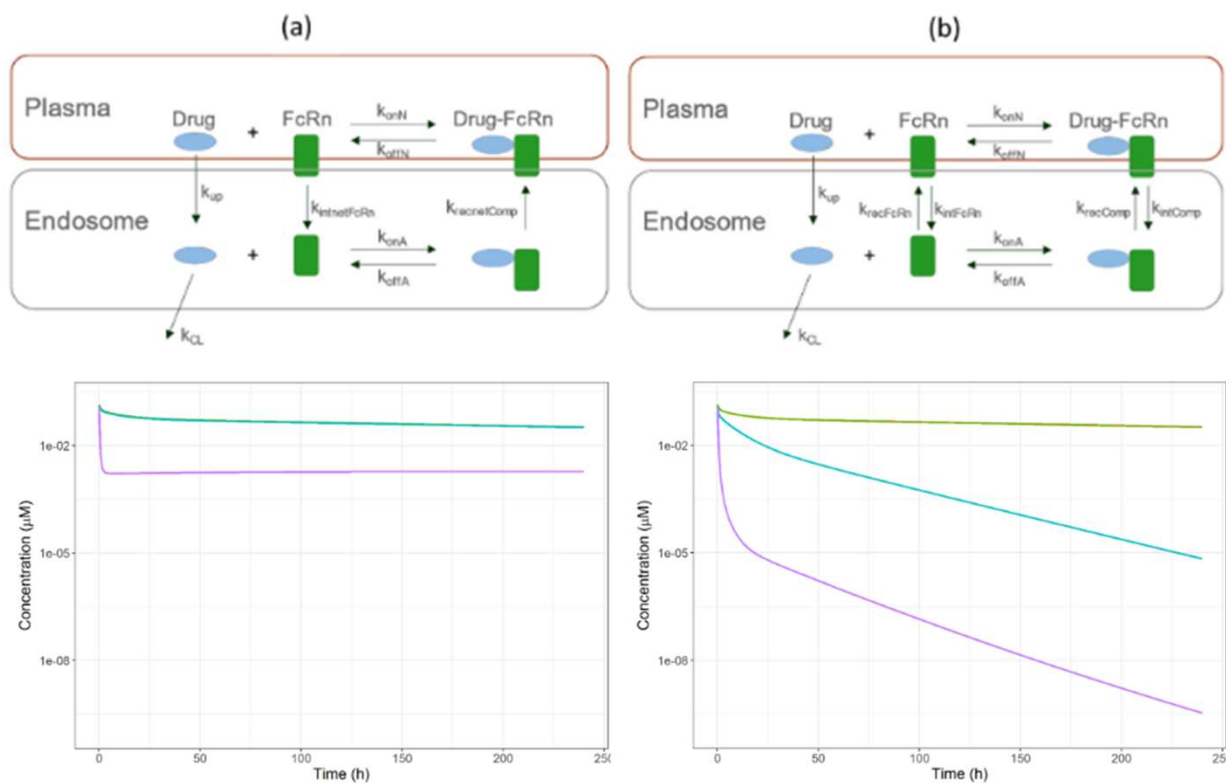 (a)
Plasma
Drug
+
FcRn
konN
koffN
Drug-FcRn
kup
kintnetFcRn
krecnetComp
Endosome
+
konA
koffA
kCL
1e-02
1e-05
1e-08
Concentration (µM)
0
50
100
150
200
250
Time (h)
(b)
Plasma
Drug
+
FcRn
konN
koffN
Drug-FcRn
kup
krecFcRn
kintFcRn
krecComp
kintComp
Endosome
+
konA
koffA
kCL
1e-02
1e-05
1e-08
Concentration (µM)
0
50
100
150
200
Time (h)